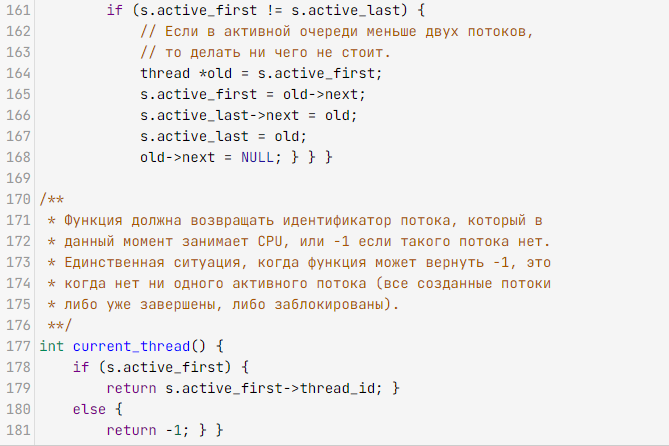 161 if (s.active_first != s.active_last) {
162 // Если в активной очереди меньше двух потоков,
163 // то делать ни чего не стоит.
164 thread *old = s.active_first;
165 s.active_first = old->next;
166 s.active_last->next = old;
167 s.active_last = old;
168 old->next = NULL; } } }
169
170 /**
171 * Функция должна возвращать идентификатор потока, который в
172 * данный момент занимает CPU, или -1 если такого потока нет.
173 * Единственная ситуация, когда функция может вернуть -1, это
174 * когда нет ни одного активного потока (все созданные потоки
175 * либо уже завершены, либо заблокированы).
176 **/
177 int current_thread() {
178 if (s.active_first) {
179 return s.active_first->thread_id; }
180 else {
181 return -1; } }